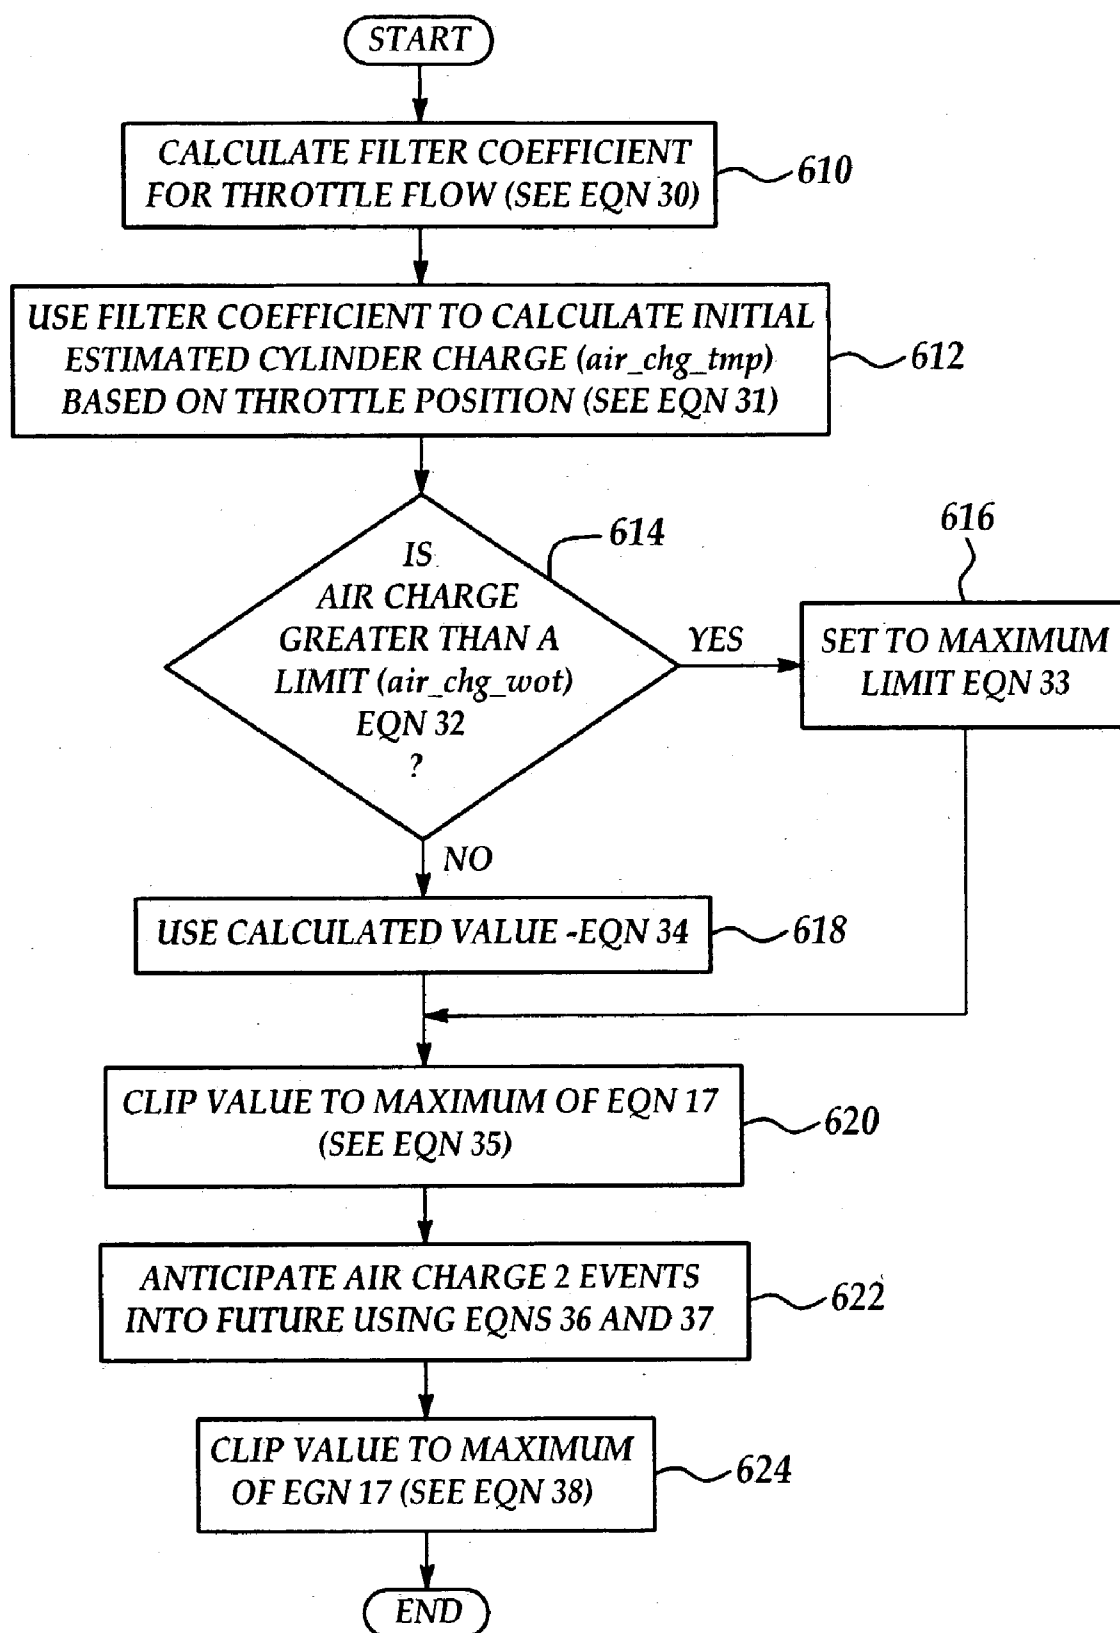 START
CALCULATE FILTER COEFFICIENT
FOR THROTTLE FLOW (SEE EQN 30)
610
USE FILTER COEFFICIENT TO CALCULATE INITIAL
ESTIMATED CYLINDER CHARGE (air_chg_tmp)
BASED ON THROTTLE POSITION (SEE EQN 31)
612
IS
AIR CHARGE
GREATER THAN A
LIMIT (air_chg_wot)
EQN 32
?
614
YES
616
SET TO MAXIMUM
LIMIT EQN 33
NO
USE CALCULATED VALUE -EQN 34
618
CLIP VALUE TO MAXIMUM OF EQN 17
(SEE EQN 35)
620
ANTICIPATE AIR CHARGE 2 EVENTS
INTO FUTURE USING EQNS 36 AND 37
622
CLIP VALUE TO MAXIMUM
OF EGN 17 (SEE EQN 38)
624
END